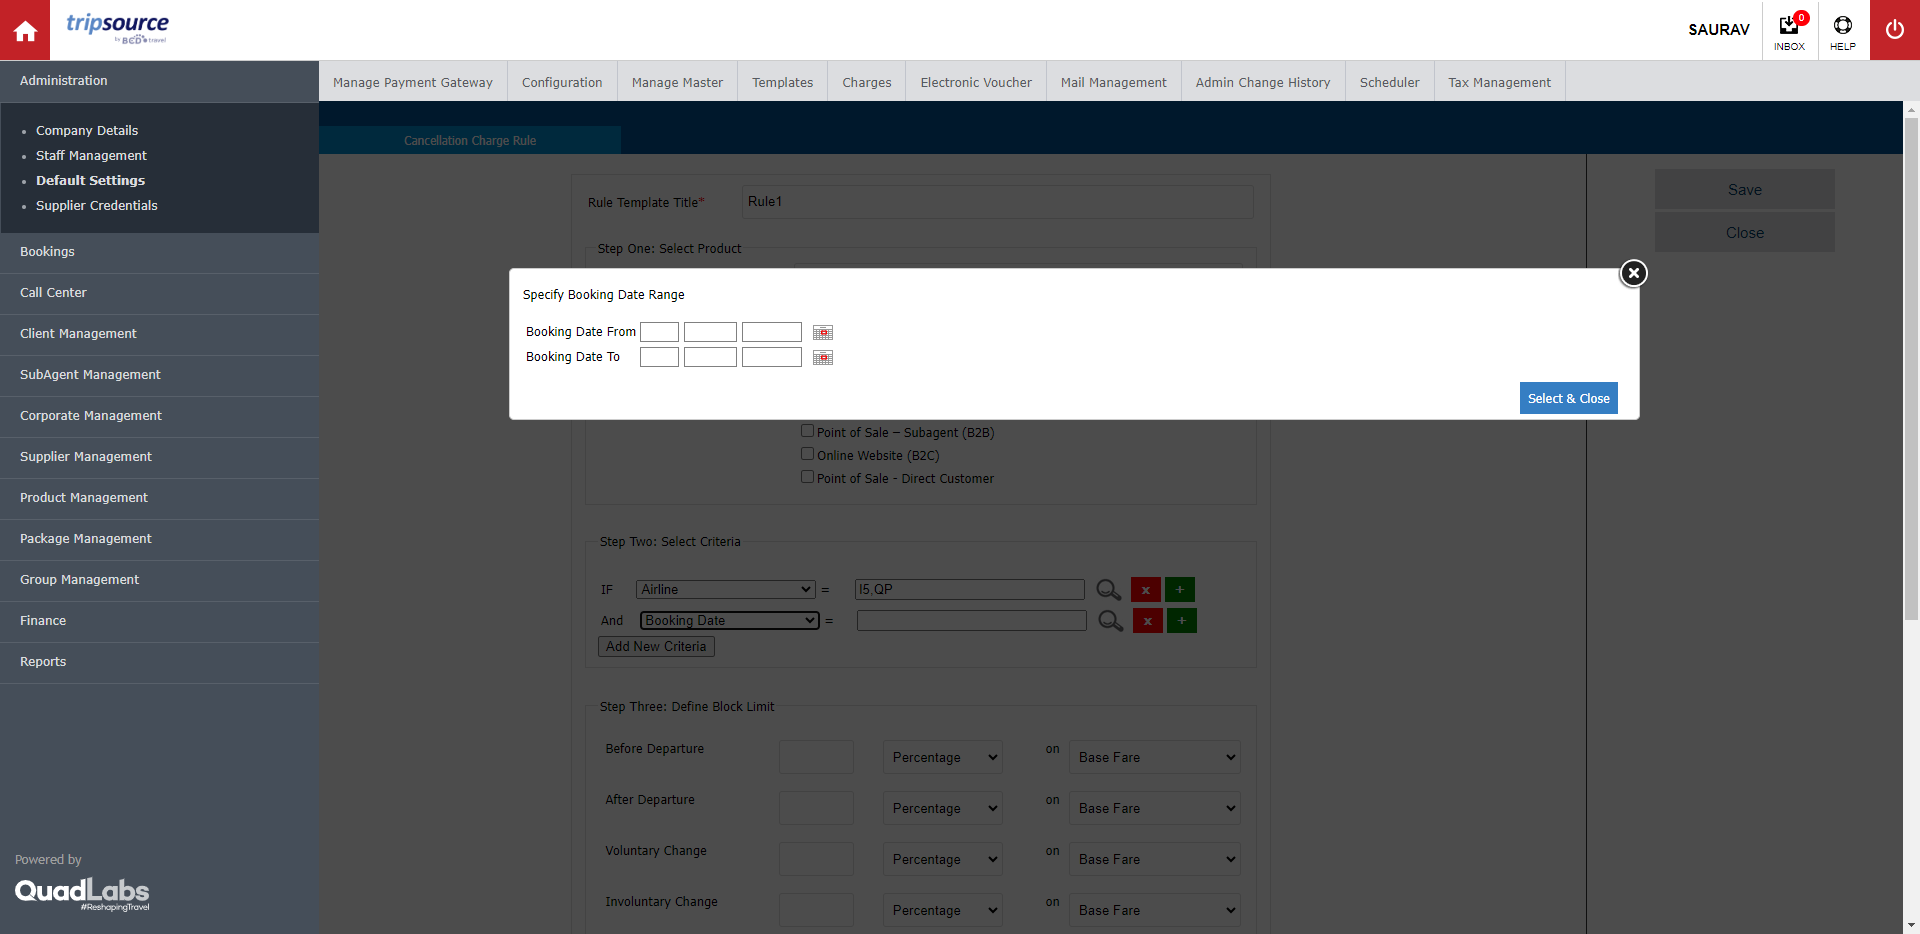 tripsource
by BCD travel
SAURAV
0
INBOX
HELP
Administration
Company Details
Staff Management
Default Settings
Supplier Credentials
Bookings
Call Center
Client Management
SubAgent Management
Corporate Management
Supplier Management
Product Management
Package Management
Group Management
Finance
Reports
Powered by
QuadLabs
#ReshapingTravel
Manage Payment Gateway Configuration Manage Master Templates Charges Electronic Voucher Mail Management Admin Change History Scheduler Tax Management
Cancellation Charge Rule
Rule Template Title* Rule1
Save
Close
Step One: Select Product
Specify Booking Date Range
Booking Date From
Booking Date To
Select & Close
Point of Sale – Subagent (B2B)
Online Website (B2C)
Point of Sale - Direct Customer
Step Two: Select Criteria
IF Airline = I5,QP x +
And Booking Date = x +
Add New Criteria
Step Three: Define Block Limit
Before Departure Percentage on Base Fare
After Departure Percentage on Base Fare
Voluntary Change Percentage on Base Fare
Involuntary Change Percentage on Base Fare